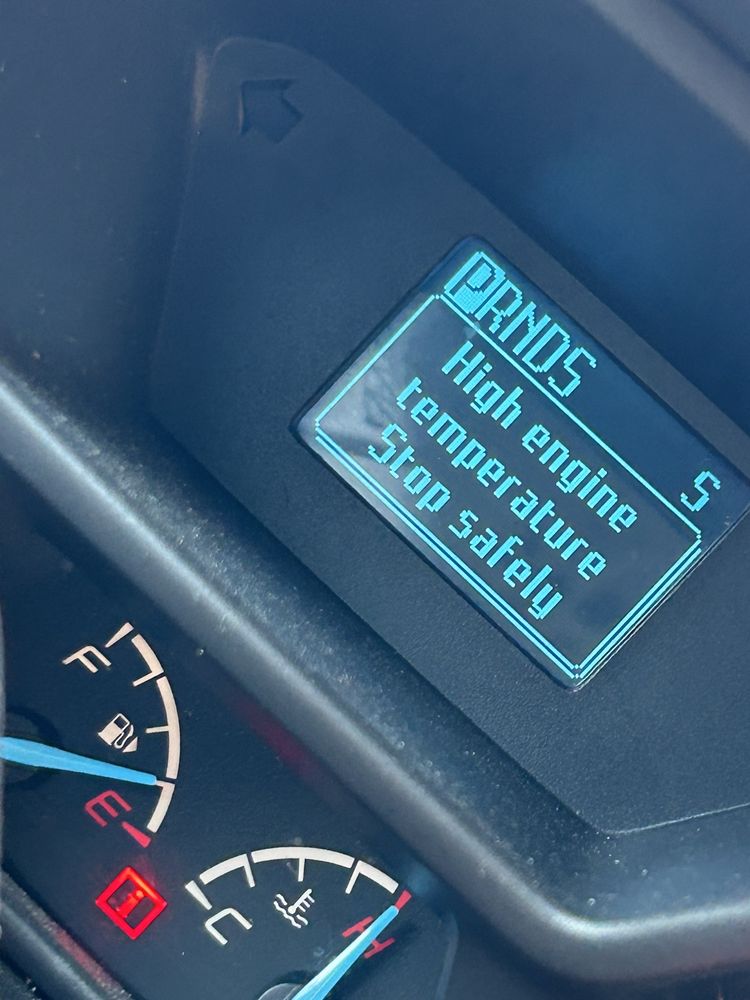 PRNDS
S
High engine
temperature
Stop safely
F
E
i
C
H